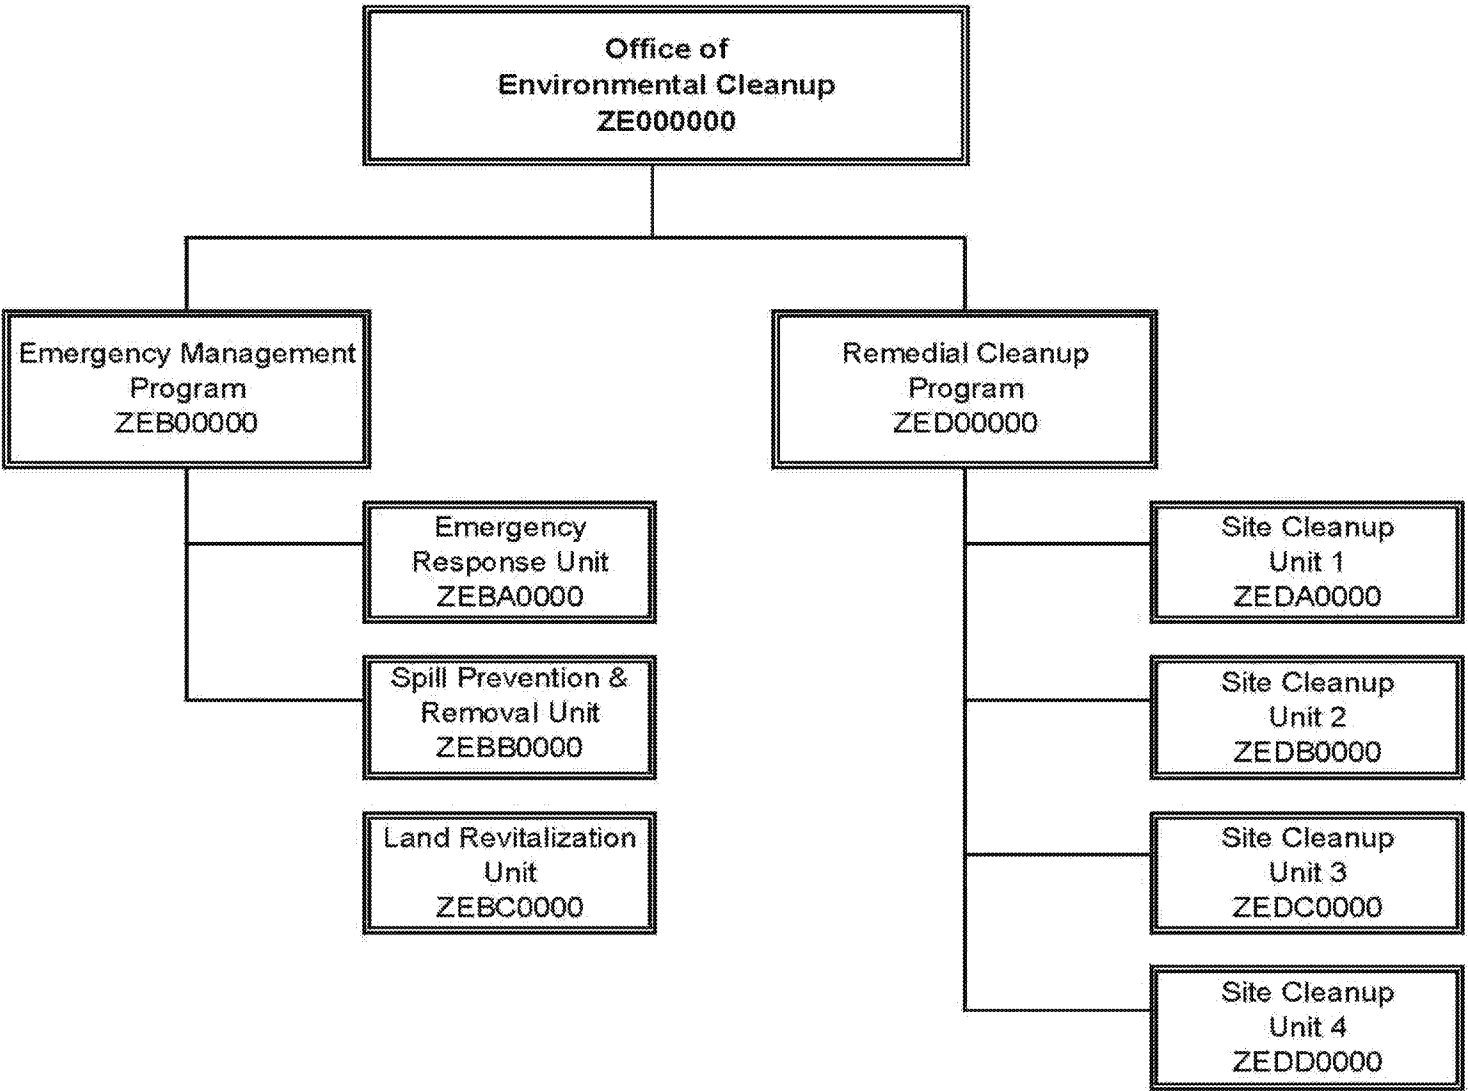 Office of
Environmental Cleanup
ZE000000
Emergency Management
Program
ZEB00000
Remedial Cleanup
Program
ZED00000
Emergency
Response Unit
ZEBA0000
Spill Prevention &
Removal Unit
ZEBB0000
Land Revitalization
Unit
ZEBC0000
Site Cleanup
Unit 1
ZEDA0000
Site Cleanup
Unit 2
ZEDB0000
Site Cleanup
Unit 3
ZEDC0000
Site Cleanup
Unit 4
ZEDD0000